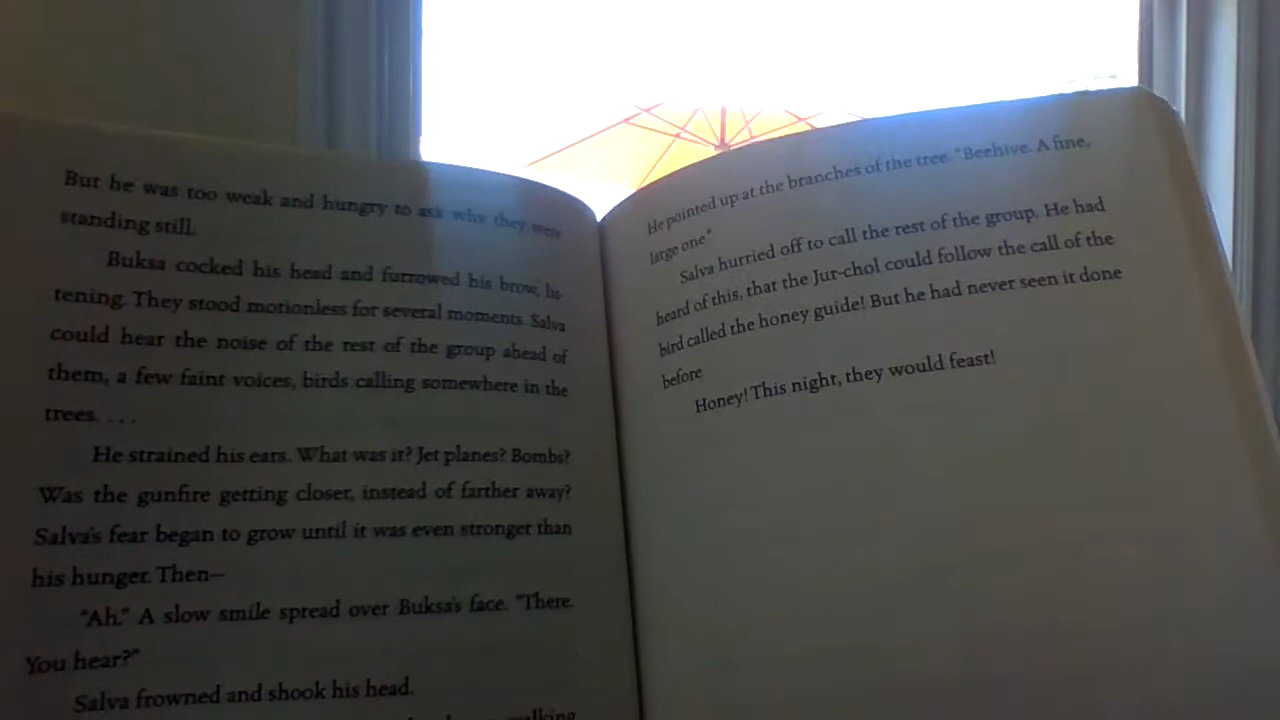 But he was too weak and hungry to ask why they were
standing still.
Buksa cocked his head and furrowed his brow, lis-
tening. They stood motionless for several moments. Salva
could hear the noise of the rest of the group ahead of
them, a few faint voices, birds calling somewhere in the
trees. . . .
He strained his ears. What was it? Jet planes? Bombs?
Was the gunfire getting closer, instead of farther away?
Salva's fear began to grow until it was even stronger than
his hunger. Then—
"Ah." A slow smile spread over Buksa's face. "There.
You hear?"
Salva frowned and shook his head.
He pointed up at the branches of the tree. "Beehive. A fine,
large one."
Salva hurried off to call the rest of the group. He had
heard of this, that the Jur-chol could follow the call of the
bird called the honey guide! But he had never seen it done
before.
Honey! This night, they would feast!